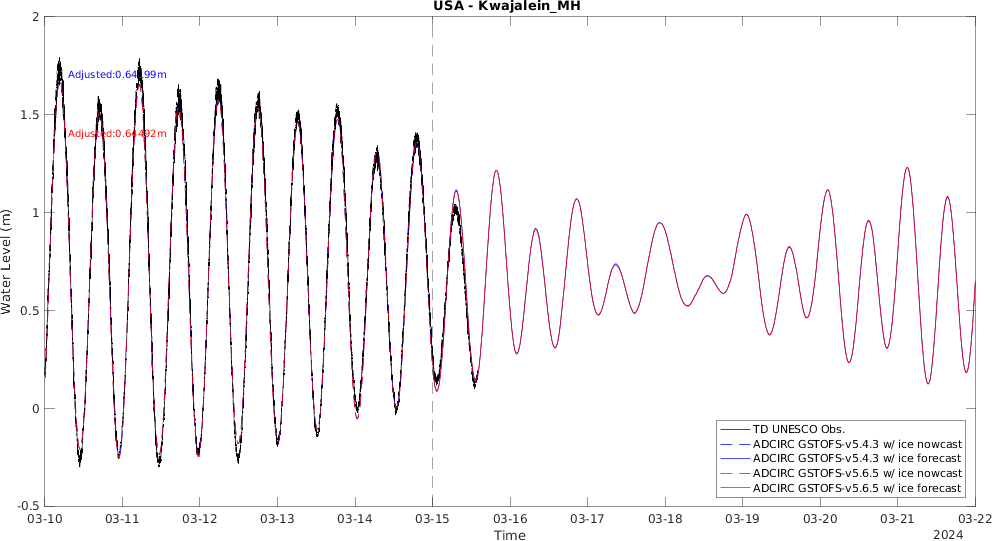 USA - Kwajalein_MH
2
Adjusted:0.64199m
1.5
Adjusted:0.64492m
1
Water Level (m)
0.5
0
TD UNESCO Obs.
ADCIRC GSTOFS-v5.4.3 w/ ice nowcast
ADCIRC GSTOFS-v5.4.3 w/ ice forecast
ADCIRC GSTOFS-v5.6.5 w/ ice nowcast
ADCIRC GSTOFS-v5.6.5 w/ ice forecast
-0.5
03-10 03-11 03-12 03-13 03-14 03-15 03-16 03-17 03-18 03-19 03-20 03-21 03-22
Time
2024